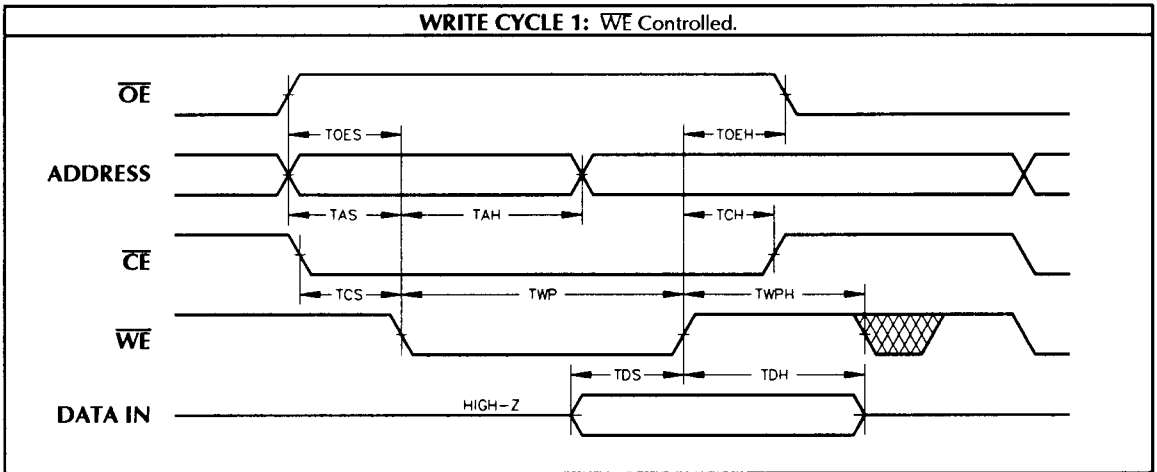 WRITE CYCLE 1: WE Controlled.
OE
TOES
TOEH
ADDRESS
TAS
TAH
TCH
CE
TCS
TWP
TWPH
WE
TDS
TDH
DATA IN
HIGH-Z